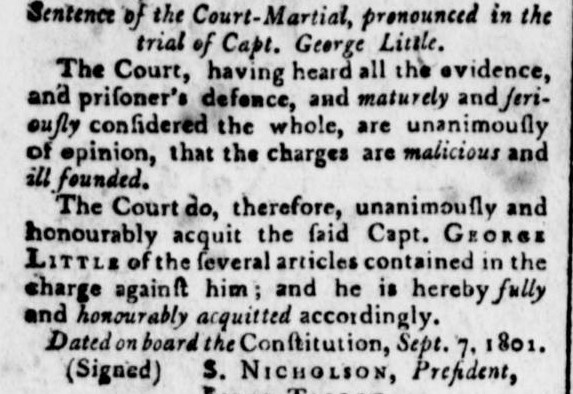 Sentence of the Court-Martial, pronounced in the
trial of Capt. George Little.
The Court, having heard all the evidence,
and priſoner's defence, and maturely and ſeri-
ouſly conſidered the whole, are unanimouſly
of opinion, that the charges are malicious and
ill founded.
The Court do, therefore, unanimouſly and
honourably acquit the ſaid Capt. GEORGE
LITTLE of the ſeveral articles contained in the
charge againſt him; and he is hereby fully
and honourably acquitted accordingly.
Dated on board the Conſtitution, Sept. 7, 1801.
(Signed) S. NICHOLSON, Preſident,